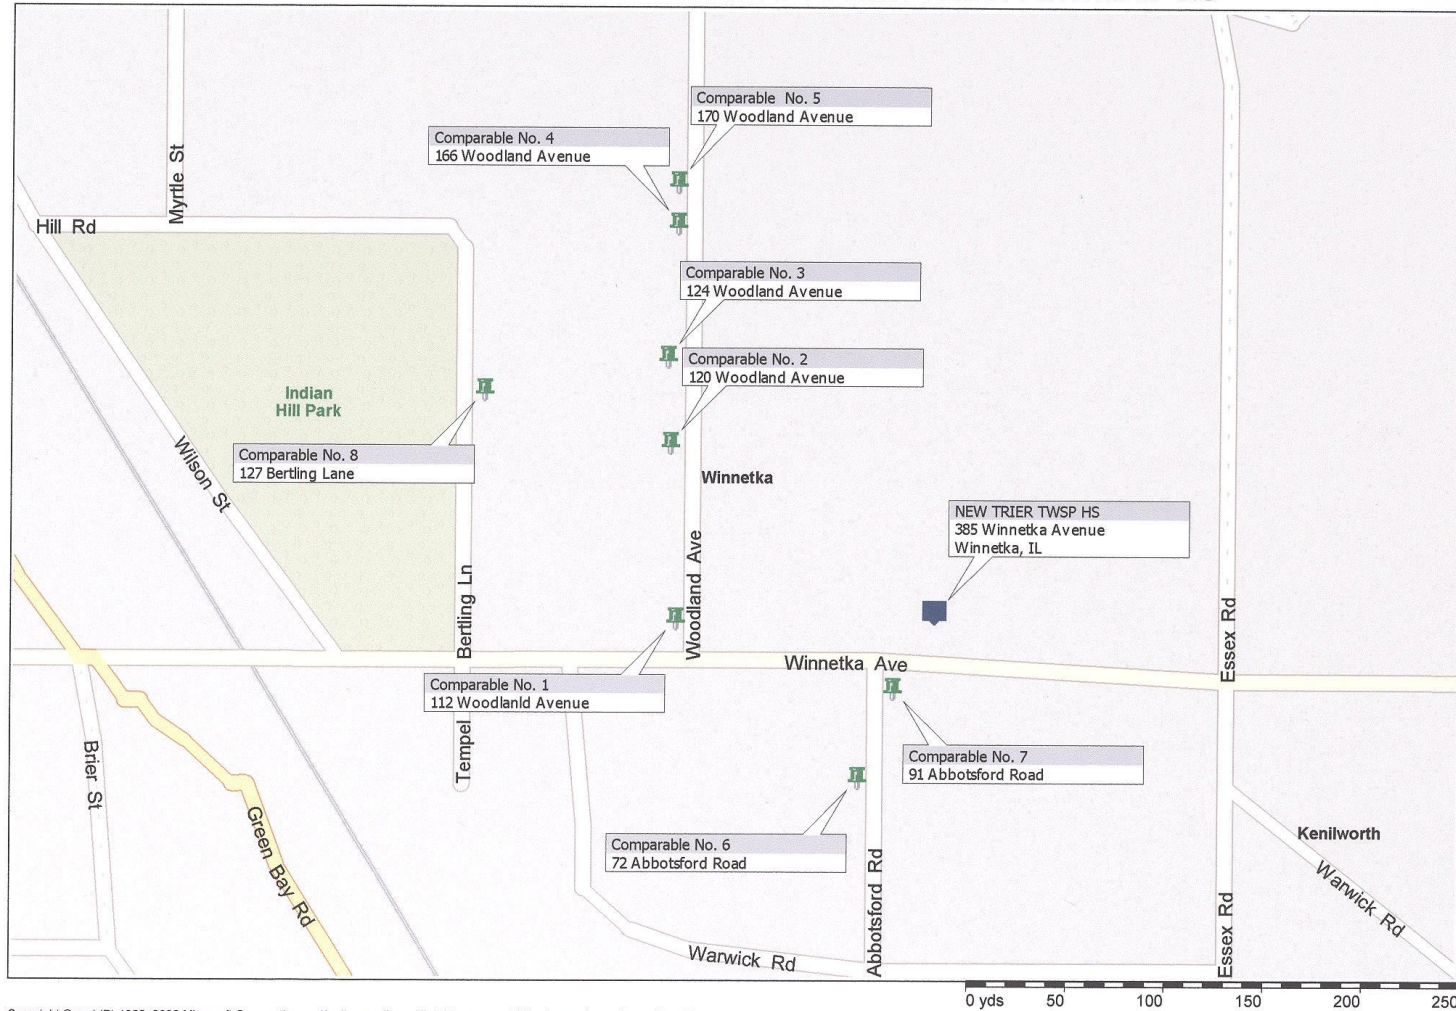 Comparable No. 5
170 Woodland Avenue
Comparable No. 4
166 Woodland Avenue
Myrtle St
Hill Rd
Comparable No. 3
124 Woodland Avenue
Comparable No. 2
120 Woodland Avenue
Indian
Hill Park
Comparable No. 8
127 Bertling Lane
Wilson St
Winnetka
NEW TRIER TWSP HS
385 Winnetka Avenue
Winnetka, IL
Woodland Ave
Bertling Ln
Essex Rd
Winnetka Ave
Comparable No. 1
112 Woodlanld Avenue
Tempel
Comparable No. 7
91 Abbotsford Road
Brier St
Green Bay Rd
Comparable No. 6
72 Abbotsford Road
Kenilworth
Warwick Rd
Abbotsford Rd
Essex Rd
Warwick Rd
0 yds 50 100 150 200 250